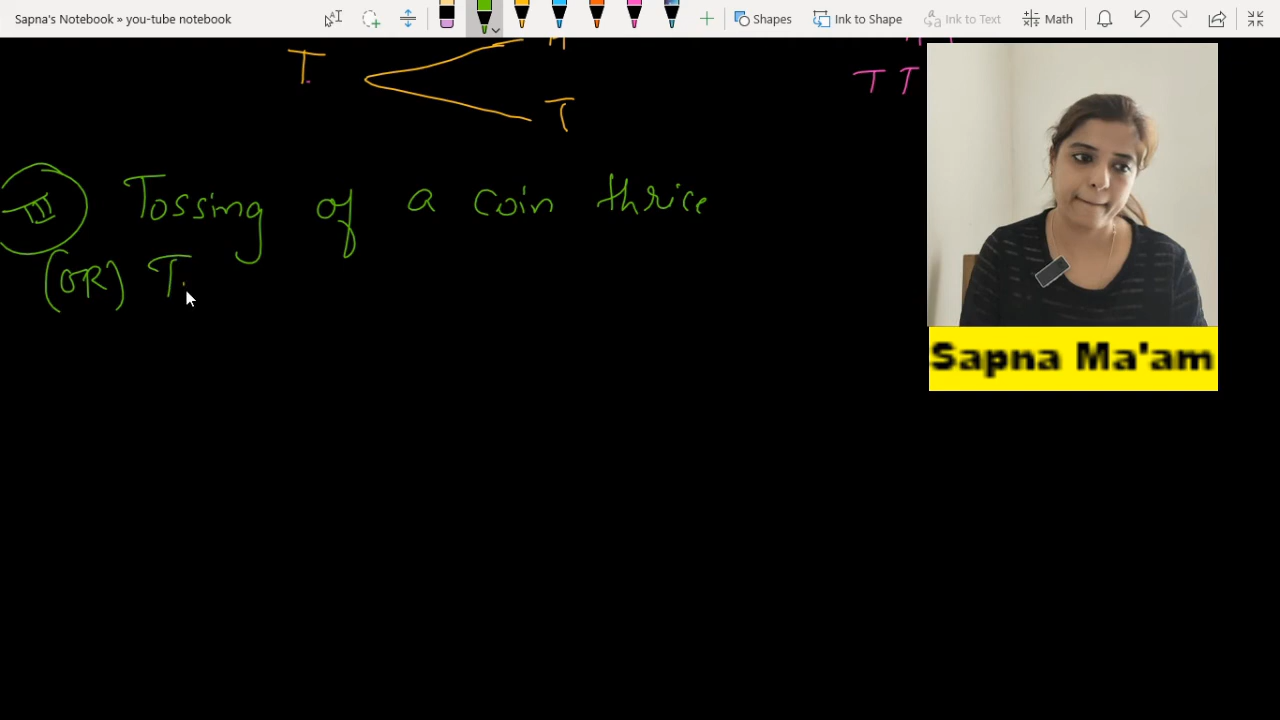 Sapna's Notebook » you-tube notebook
Shapes
Ink to Shape
Ink to Text
Math
T
T
T T
III Tossing of a coin thrice
(OR) T
Sapna Ma'am